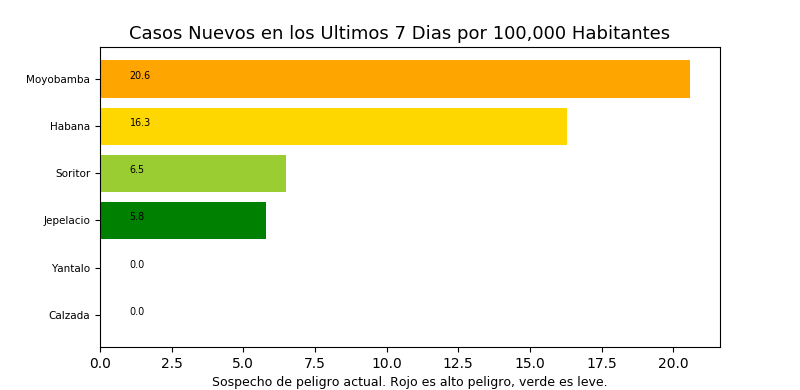 Casos Nuevos en los Ultimos 7 Dias por 100,000 Habitantes
Moyobamba 20.6
Habana 16.3
Soritor 6.5
Jepelacio 5.8
Yantalo 0.0
Calzada 0.0
0.0 2.5 5.0 7.5 10.0 12.5 15.0 17.5 20.0
Sospecho de peligro actual. Rojo es alto peligro, verde es leve.